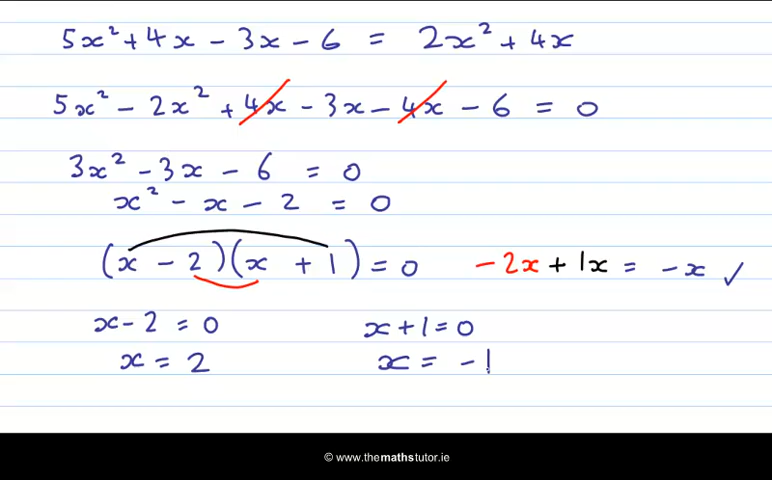 5x² + 4x - 3x - 6 = 2x² + 4x
5x² - 2x² + 4x - 3x - 4x - 6 = 0
3x² - 3x - 6 = 0
x² - x - 2 = 0
(x - 2)(x + 1) = 0 -2x + 1x = -x ✓
x - 2 = 0 x + 1 = 0
x = 2 x = -1
© www.themathstutor.ie